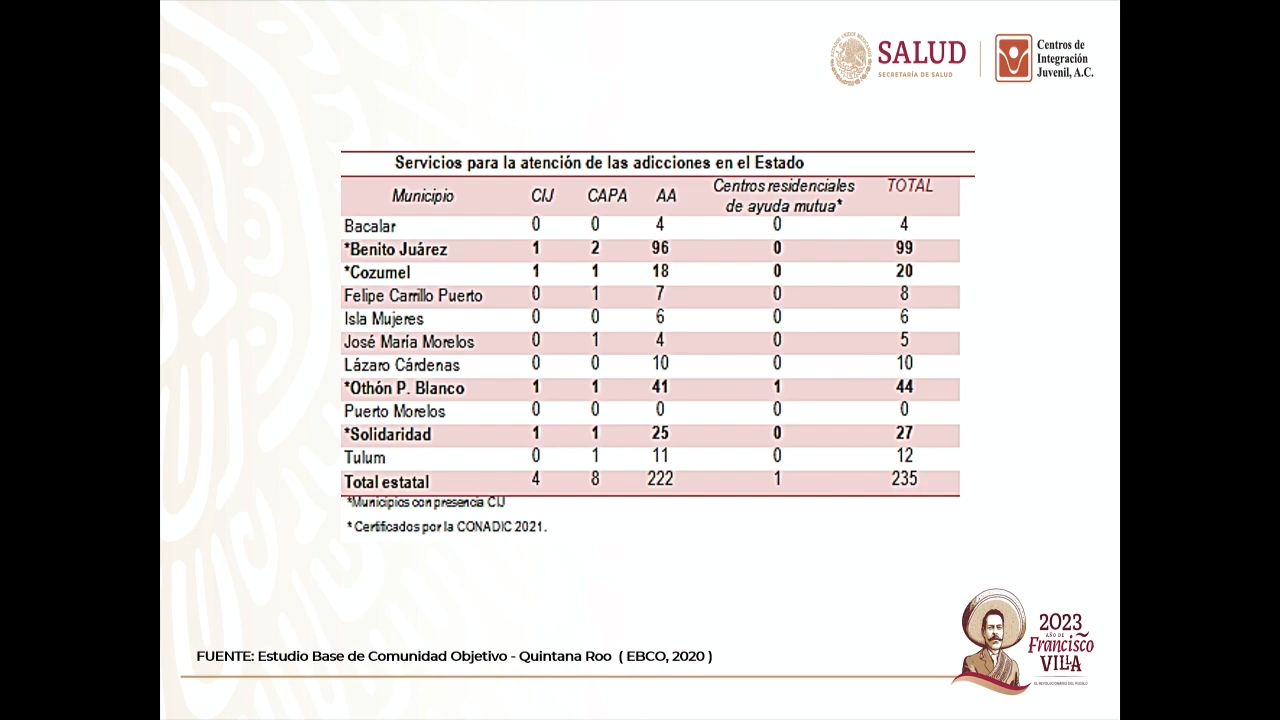 SALUD
SECRETARÍA DE SALUD
Centros de
Integración
Juvenil, A.C.
Servicios para la atención de las adicciones en el Estado
Municipio CIJ CAPA AA Centros residenciales de ayuda mutua* TOTAL
Bacalar 0 0 4 0 4
*Benito Juárez 1 2 96 0 99
*Cozumel 1 1 18 0 20
Felipe Carrillo Puerto 0 1 7 0 8
Isla Mujeres 0 0 6 0 6
José María Morelos 0 1 4 0 5
Lázaro Cárdenas 0 0 10 0 10
*Othón P. Blanco 1 1 41 1 44
Puerto Morelos 0 0 0 0 0
*Solidaridad 1 1 25 0 27
Tulum 0 1 11 0 12
Total estatal 4 8 222 1 235
*Municipios con presencia CIJ
* Certificados por la CONADIC 2021.
2023
AÑO DE
Francisco
VILLA
EL REVOLUCIONARIO DEL PUEBLO
FUENTE: Estudio Base de Comunidad Objetivo - Quintana Roo ( EBCO, 2020 )